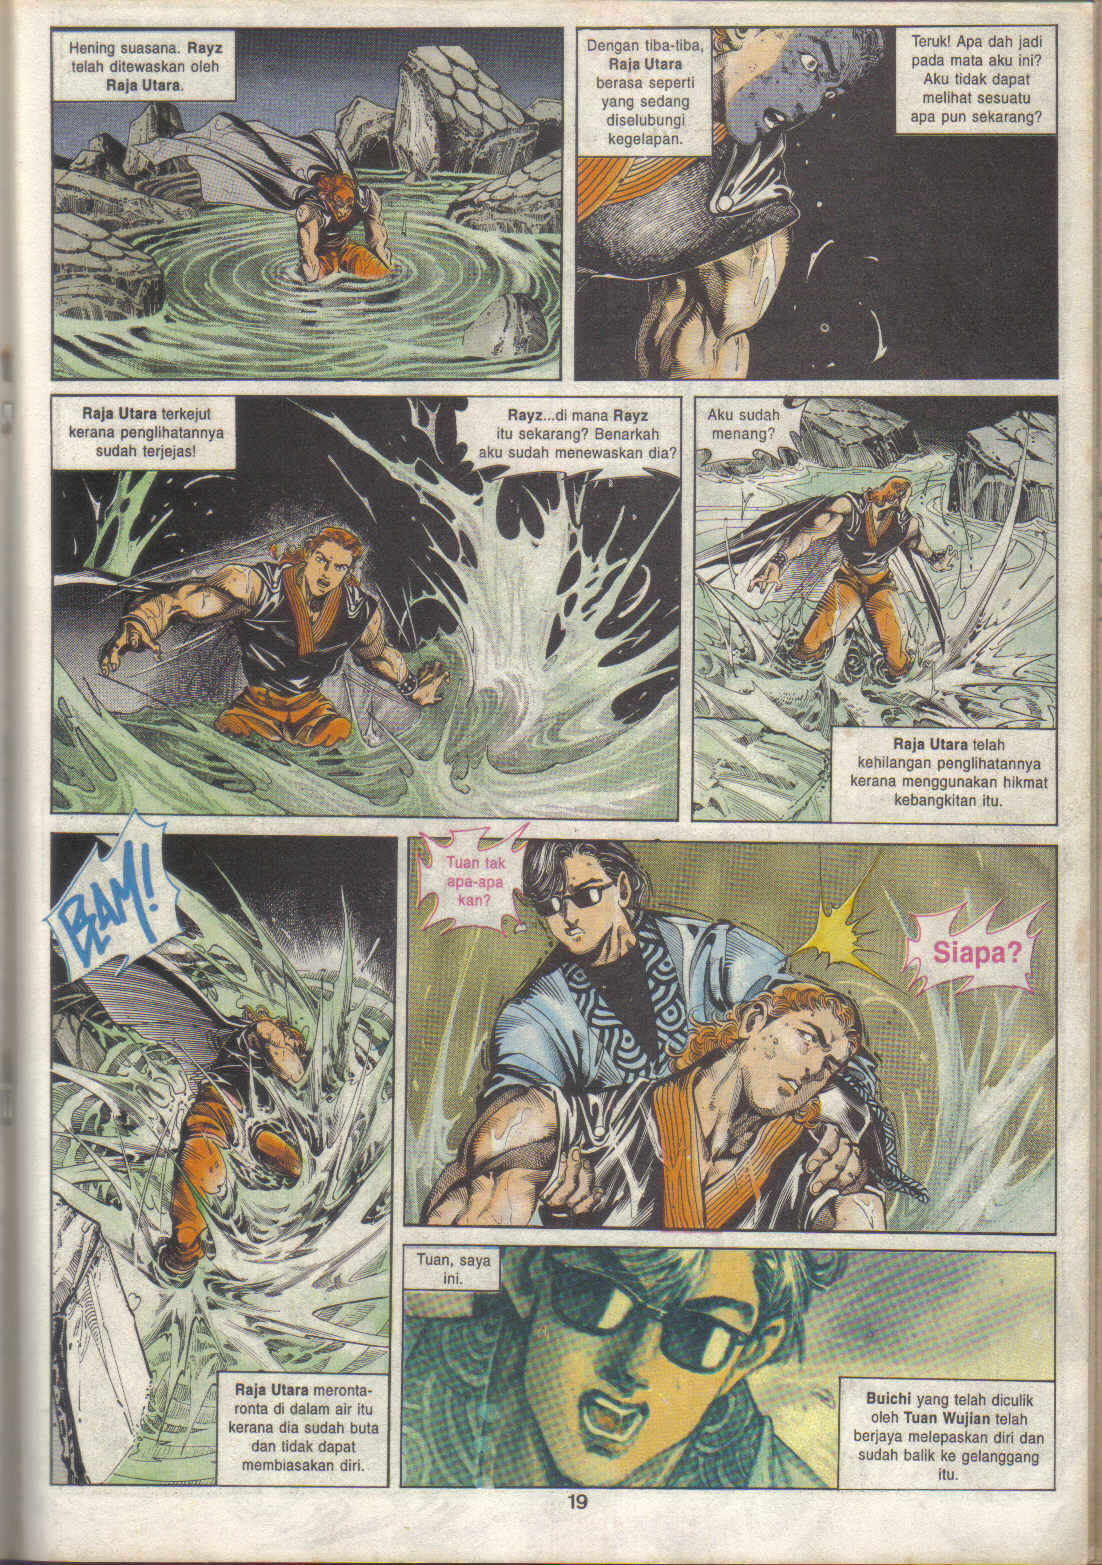 Hening suasana. Rayz
telah ditewaskan oleh
Raja Utara.
Dengan tiba-tiba,
Raja Utara
berasa seperti
yang sedang
diselubungi
kegelapan.
Teruk! Apa dah jadi
pada mata aku ini?
Aku tidak dapat
melihat sesuatu
apa pun sekarang?
Raja Utara terkejut
kerana penglihatannya
sudah terjejas!
Rayz...di mana Rayz
itu sekarang? Benarkah
aku sudah menewaskan dia?
Aku sudah
menang?
Raja Utara telah
kehilangan penglihatannya
kerana menggunakan hikmat
kebangkitan itu.
BLAM!
Raja Utara meronta-
ronta di dalam air itu
kerana dia sudah buta
dan tidak dapat
membiasakan diri.
Tuan tak
apa-apa
kan?
Siapa?
Tuan, saya
ini.
Buichi yang telah diculik
oleh Tuan Wujian telah
berjaya melepaskan diri dan
sudah balik ke gelanggang
itu.
19